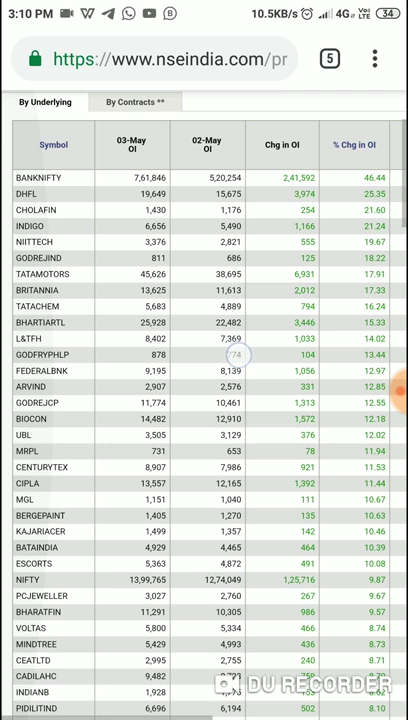 3:10 PM 10.5KB/s 4G VoLTE 34
https://www.nseindia.com/pr 5
By Underlying By Contracts **
Symbol 03-May OI 02-May OI Chg in OI % Chg in OI
BANKNIFTY 7,61,846 5,20,254 2,41,592 46.44
DHFL 19,649 15,675 3,974 25.35
CHOLAFIN 1,430 1,176 254 21.60
INDIGO 6,656 5,490 1,166 21.24
NIITTECH 3,376 2,821 555 19.67
GODREJIND 811 686 125 18.22
TATAMOTORS 45,626 38,695 6,931 17.91
BRITANNIA 13,625 11,613 2,012 17.33
TATACHEM 5,683 4,889 794 16.24
BHARTIARTL 25,928 22,482 3,446 15.33
L&TFH 8,402 7,369 1,033 14.02
GODFRYPHLP 878 774 104 13.44
FEDERALBNK 9,195 8,139 1,056 12.97
ARVIND 2,907 2,576 331 12.85
GODREJCP 11,774 10,461 1,313 12.55
BIOCON 14,482 12,910 1,572 12.18
UBL 3,505 3,129 376 12.02
MRPL 731 653 78 11.94
CENTURYTEX 8,907 7,986 921 11.53
CIPLA 13,557 12,165 1,392 11.44
MGL 1,151 1,040 111 10.67
BERGEPAINT 1,405 1,270 135 10.63
KAJARIACER 1,499 1,357 142 10.46
BATAINDIA 4,929 4,465 464 10.39
ESCORTS 5,363 4,872 491 10.08
NIFTY 13,99,765 12,74,049 1,25,716 9.87
PCJEWELLER 3,027 2,760 267 9.67
BHARATFIN 11,291 10,305 986 9.57
VOLTAS 5,800 5,334 466 8.74
MINDTREE 5,429 4,993 436 8.73
CEATLTD 2,995 2,755 240 8.71
CADILAHC 9,482
INDIANB 1,928
PIDILITIND 6,696 6,194 502 8.10
DU RECORDER